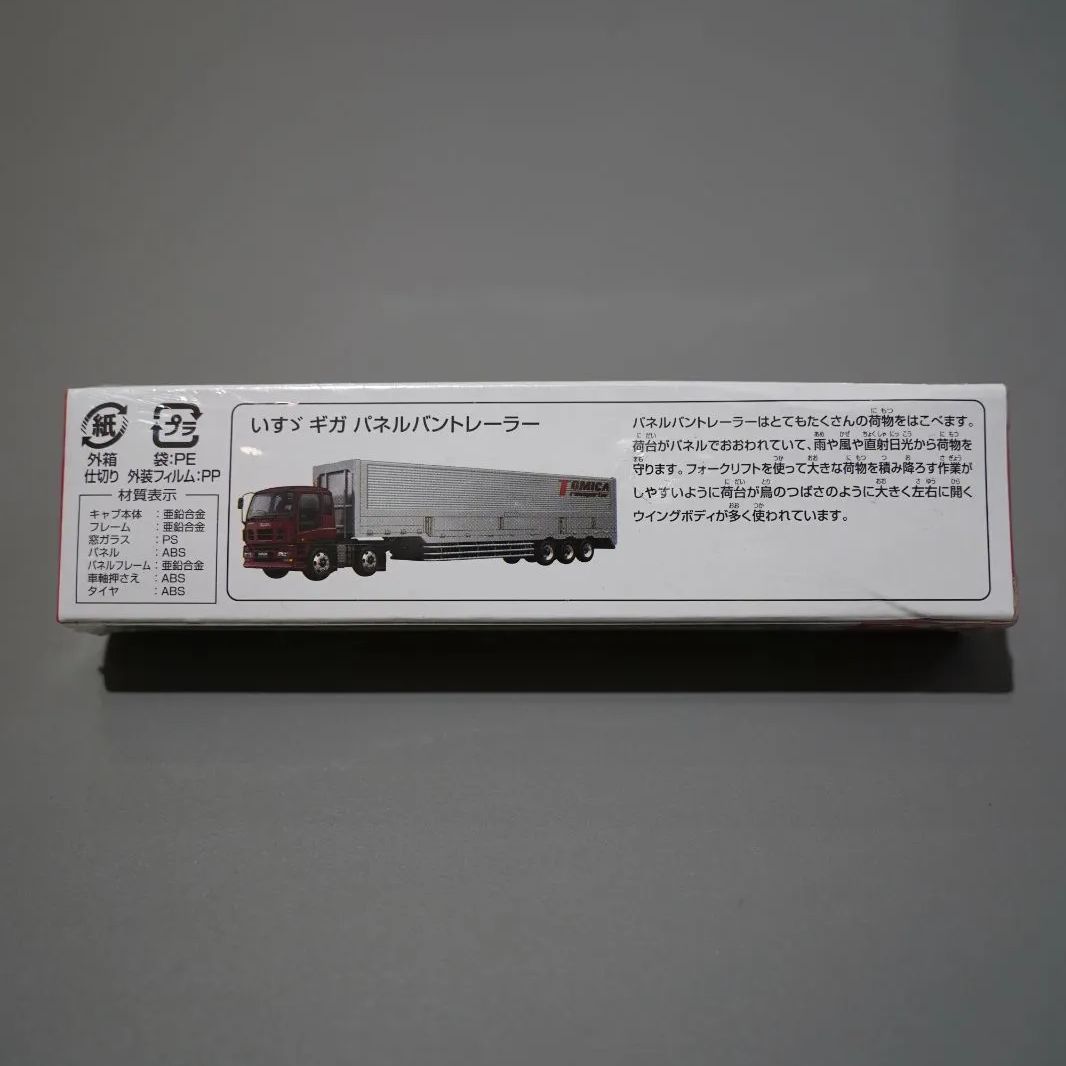 紙
プラ
外箱
仕切り
袋:PE
外装フィルム:PP
材質表示
キャブ本体 : 亜鉛合金
フレーム : 亜鉛合金
窓ガラス : PS
パネル : ABS
パネルフレーム : 亜鉛合金
車軸押さえ : ABS
タイヤ : ABS
いすゞ ギガ パネルバントレーラー
TOMICA
Transporter
パネルバントレーラーはとてもたくさんの荷物をはこべます。
荷台がパネルでおおわれていて、雨や風や直射日光から荷物を
守ります。フォークリフトを使って大きな荷物を積み降ろす作業が
しやすいように荷台が鳥のつばさのように大きく左右に開く
ウイングボディが多く使われています。